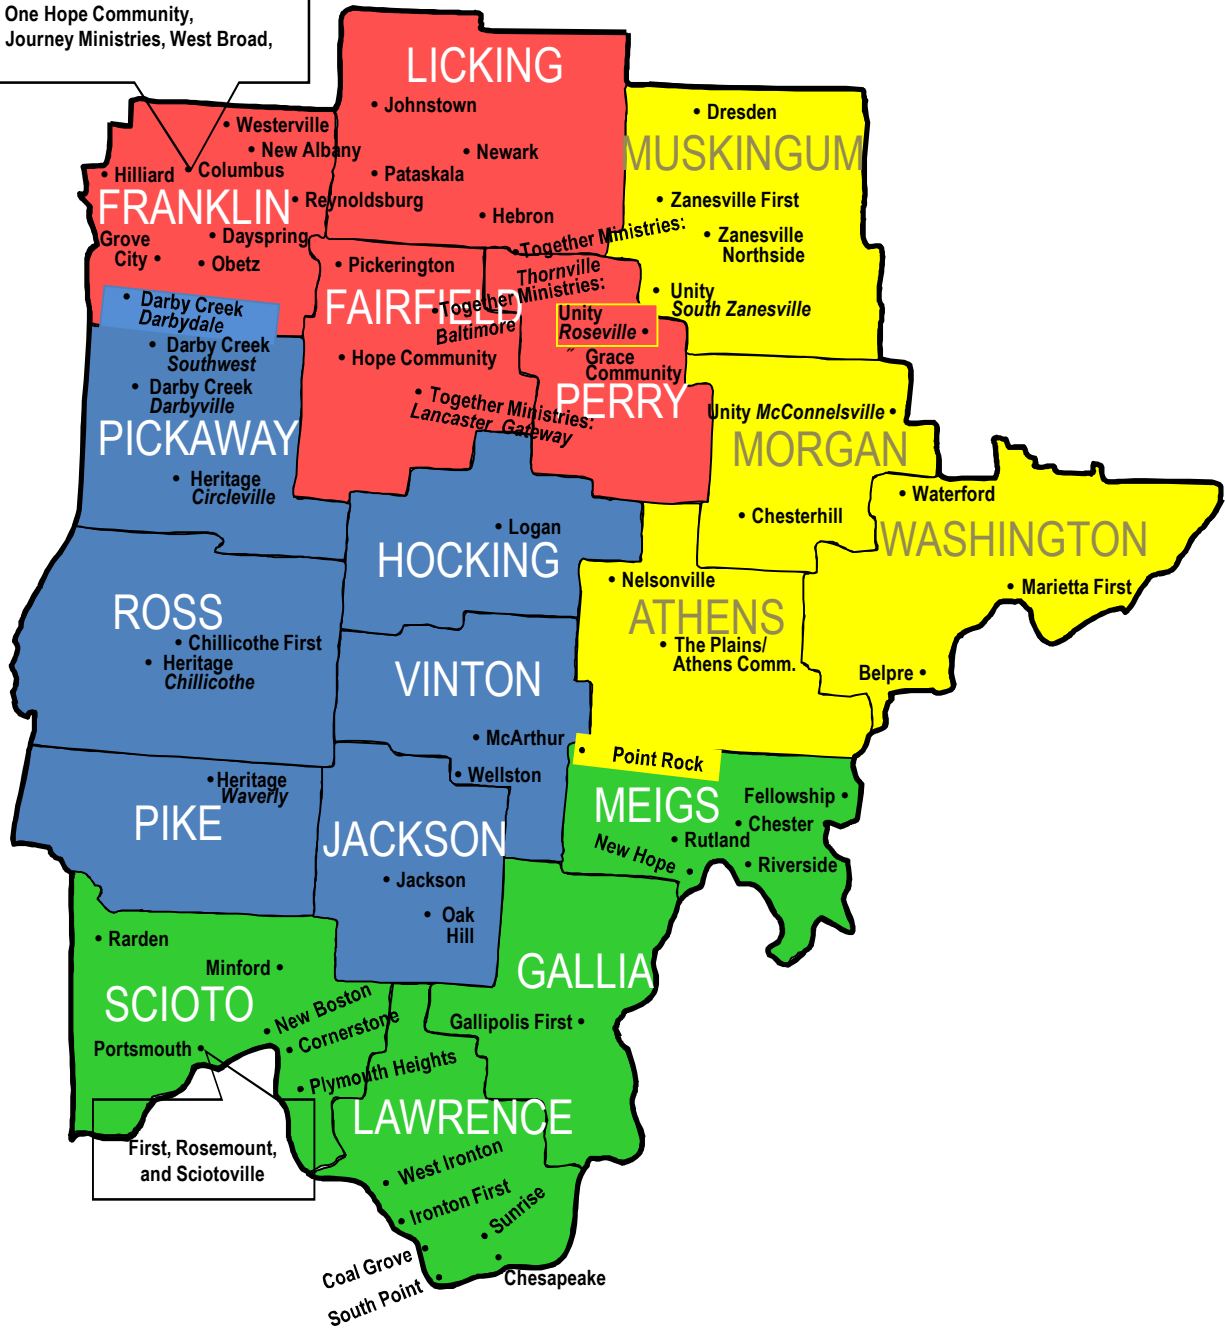 One Hope Community,
Journey Ministries, West Broad,
LICKING
• Johnstown
• Newark
• Pataskala
• Hebron
• Together Ministries:
Thornville
• Westerville
• New Albany
• Hilliard
• Columbus
FRANKLIN
• Reynoldsburg
Grove
City •
• Dayspring
• Obetz
• Darby Creek
Darbydale
MUSKINGUM
• Dresden
• Zanesville First
• Zanesville
Northside
• Unity
South Zanesville
• Pickerington
FAIRFIELD
• Together Ministries:
Baltimore
• Hope Community
• Together Ministries:
Lancaster Gateway
Unity
Roseville •
Grace
Community
PERRY
• Darby Creek
Southwest
• Darby Creek
Darbyville
PICKAWAY
• Heritage
Circleville
Unity McConnelsville •
MORGAN
• Chesterhill
• Waterford
WASHINGTON
• Marietta First
Belpre •
• Logan
HOCKING
• Nelsonville
ATHENS
• The Plains/
Athens Comm.
ROSS
• Chillicothe First
• Heritage
Chillicothe
VINTON
• McArthur
• Wellston
• Point Rock
MEIGS
Fellowship •
• Chester
• Rutland
New Hope •
• Riverside
• Heritage
Waverly
PIKE
JACKSON
• Jackson
• Oak
Hill
• Rarden
Minford •
SCIOTO
• New Boston
• Cornerstone
Portsmouth •
• Plymouth Heights
First, Rosemount,
and Sciotoville
GALLIA
Gallipolis First •
LAWRENCE
• West Ironton
• Ironton First
• Sunrise
Coal Grove •
South Point •
• Chesapeake